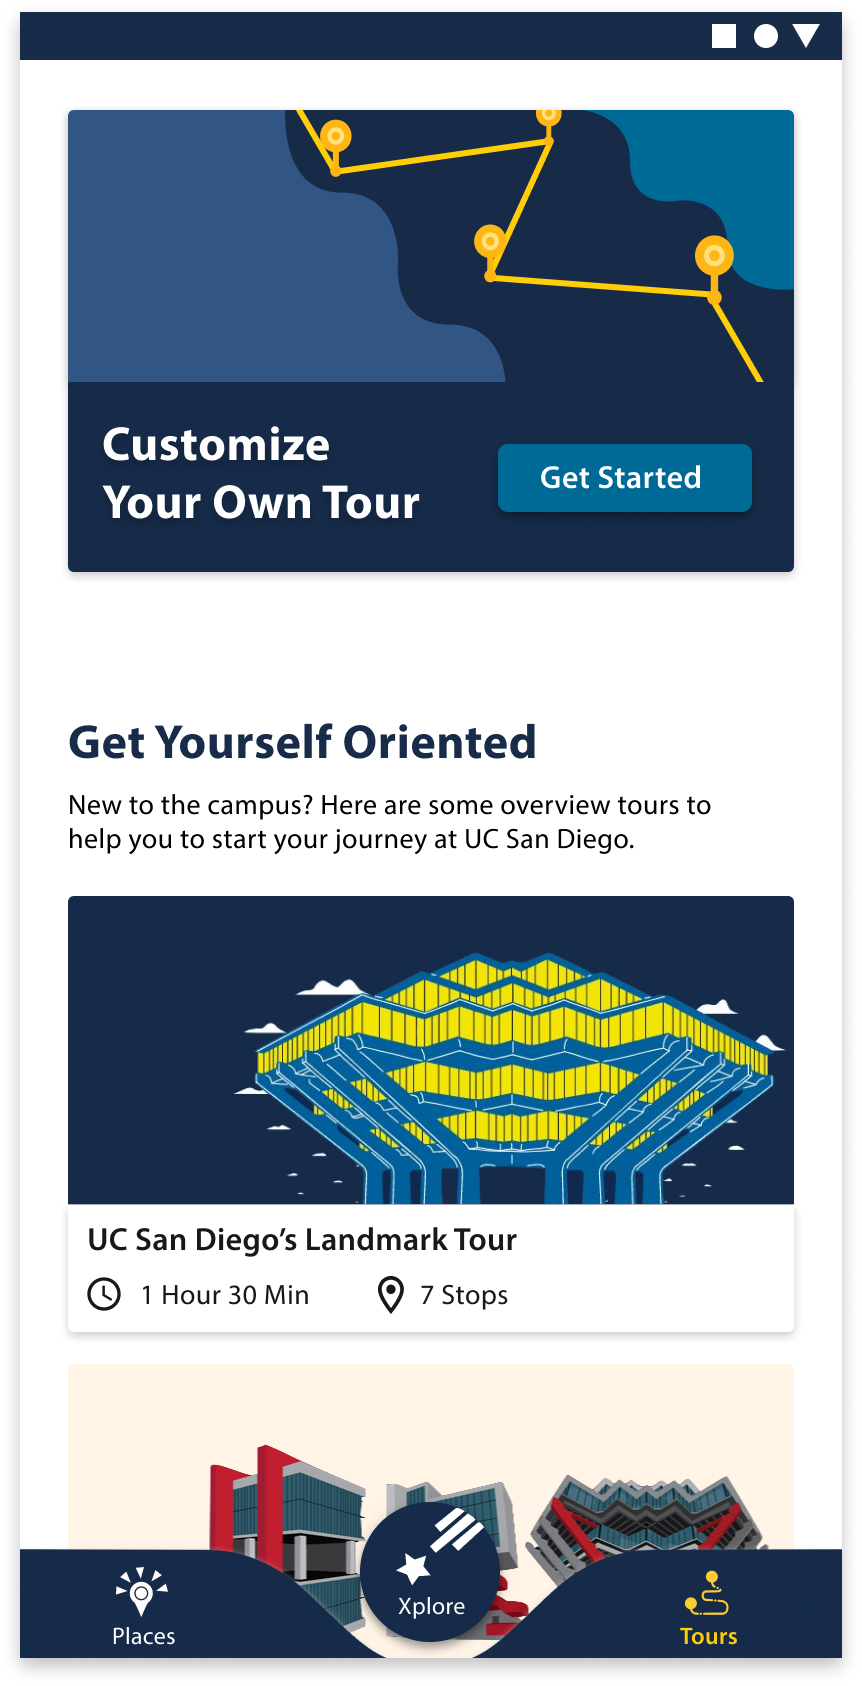 Customize
Your Own Tour
Get Started
Get Yourself Oriented
New to the campus? Here are some overview tours to
help you to start your journey at UC San Diego.
UC San Diego’s Landmark Tour
1 Hour 30 Min
7 Stops
Places
Xplore
Tours